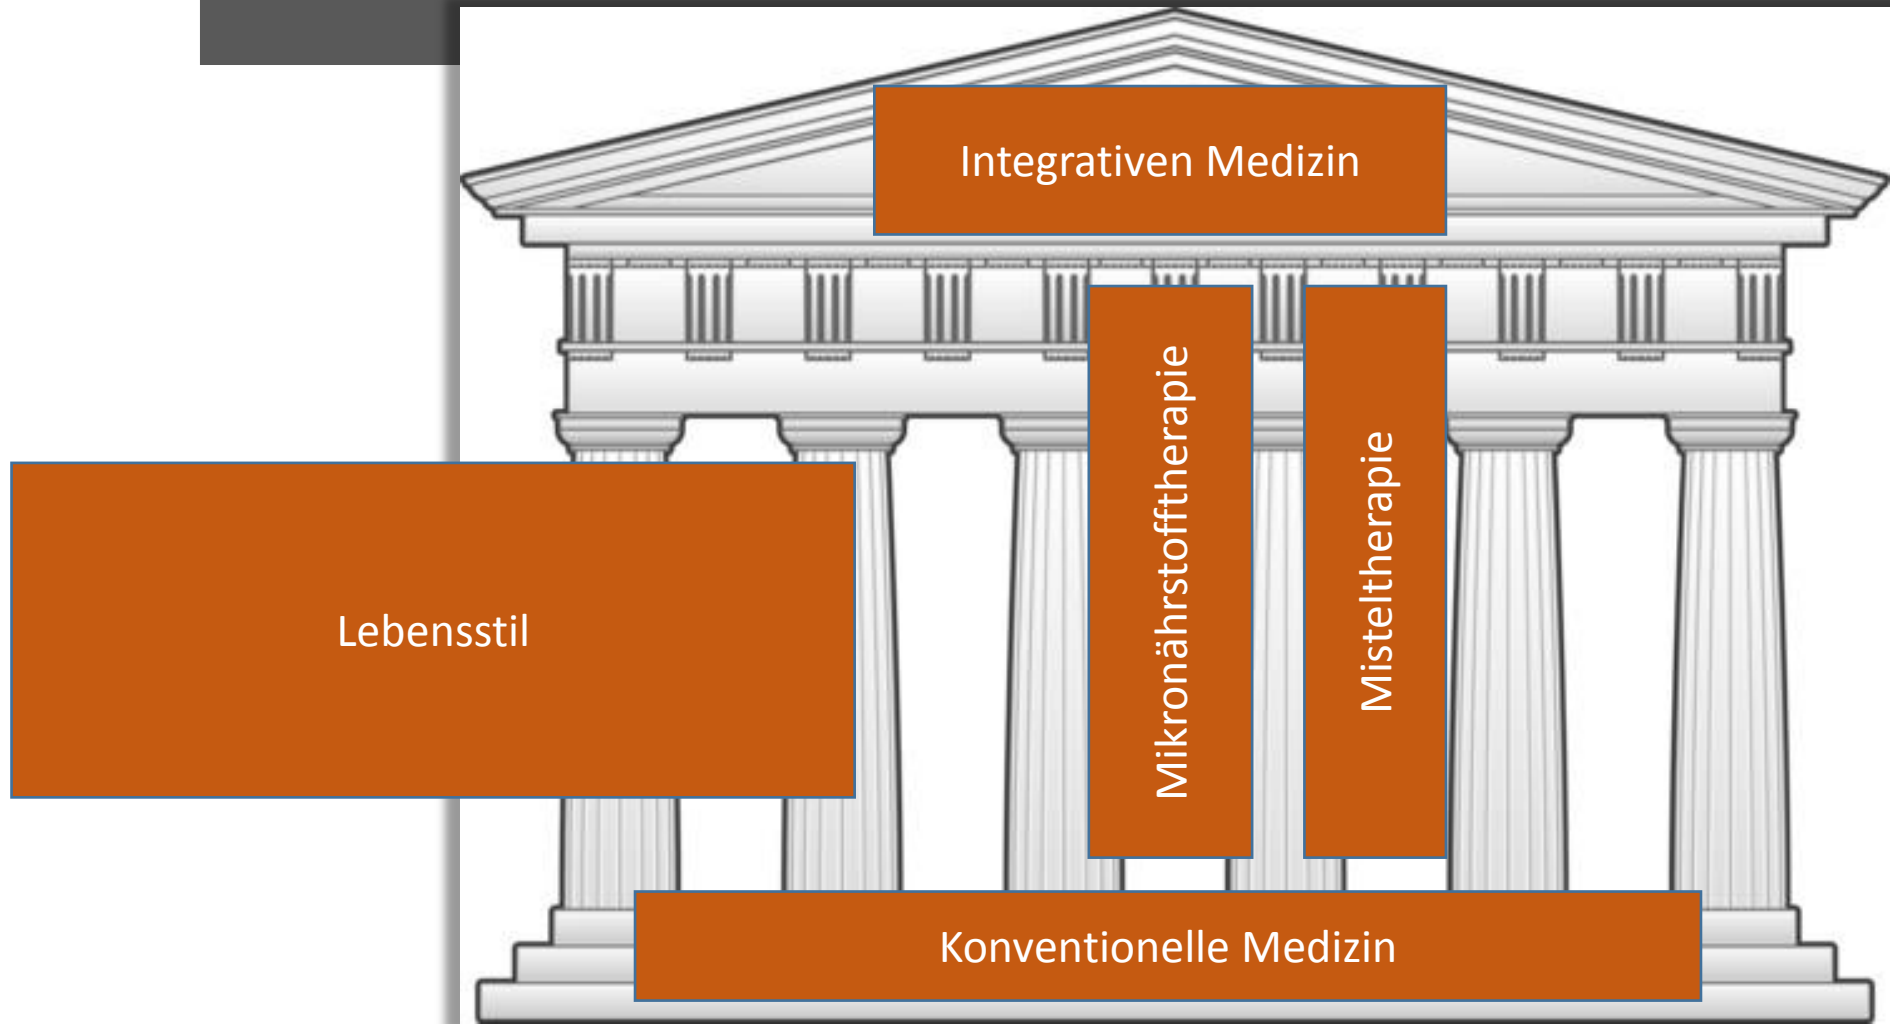 Integrativen Medizin
Lebensstil
Mikronährstofftherapie
Misteltherapie
Konventionelle Medizin